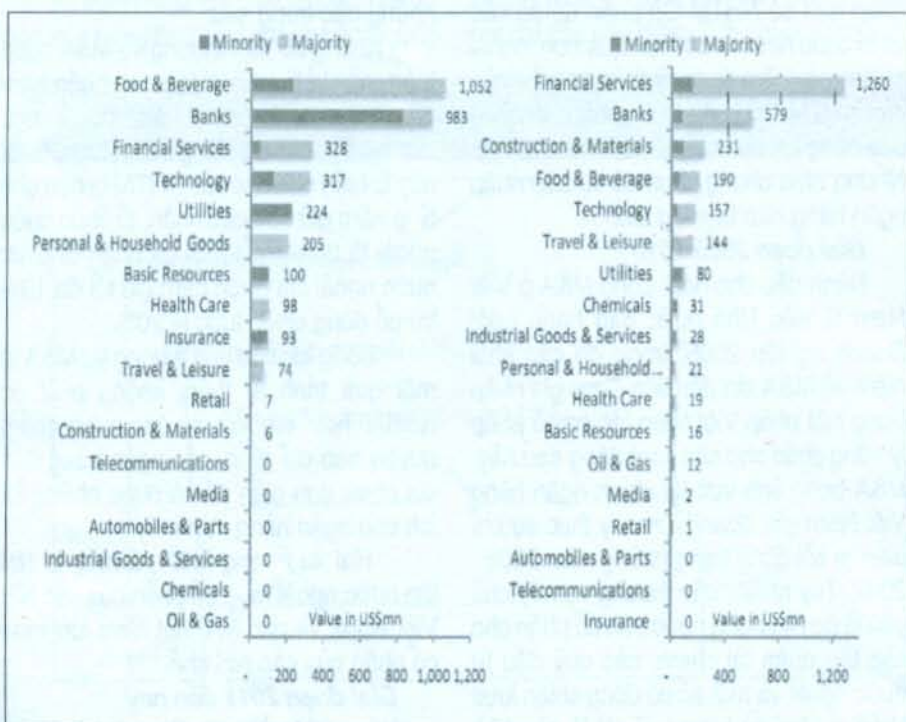 Minority Majority
Food & Beverage 1,052
Banks 983
Financial Services 328
Technology 317
Utilities 224
Personal & Household Goods 205
Basic Resources 100
Health Care 98
Insurance 93
Travel & Leisure 74
Retail 7
Construction & Materials 6
Telecommunications 0
Media
Automobiles & Parts
Industrial Goods & Services 0
Chemicals
Oil & Gas Value in US$mn
- 200 400 600 800 1,000 1,200
Minority Majority
Financial Services 1,260
Banks 579
Construction & Materials 231
Food & Beverage 190
Technology 157
Travel & Leisure 144
Utilities 80
Chemicals 31
Industrial Goods & Services 28
Personal & Household... 21
Health Care 19
Basic Resources 16
Oil & Gas 12
Media 2
Retail 1
Automobiles & Parts 0
Telecommunications
Insurance 0 Value in US$mn
- 400 800 1,200